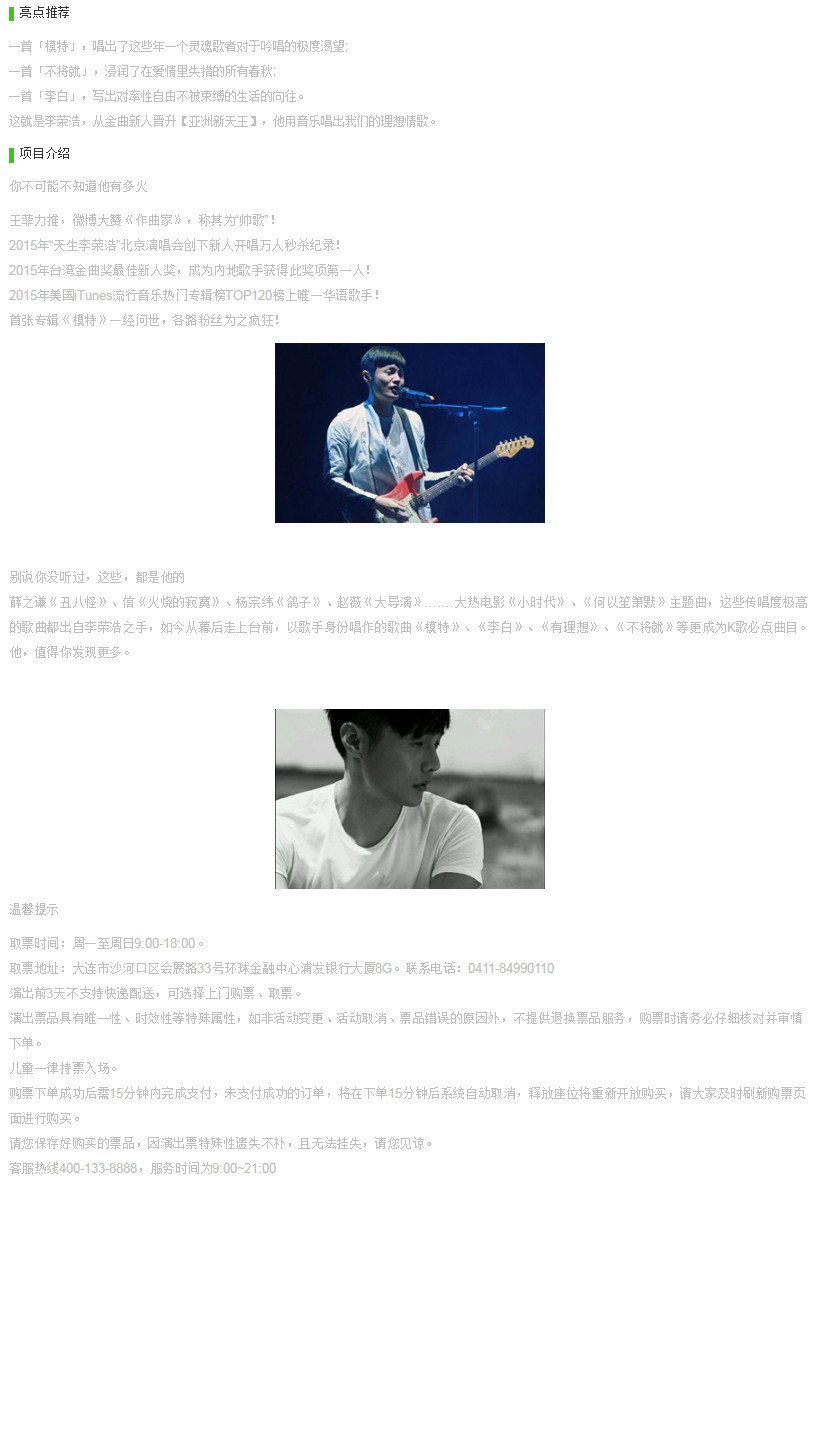 亮点推荐
一首「模特」，唱出了这些年一个灵魂歌者对于吟唱的极度渴望;
一首「不将就」，浸润了在爱情里失措的所有春秋;
一首「李白」，写出对率性自由不被束缚的生活的向往。
这就是李荣浩，从金曲新人晋升【亚洲新天王】，他用音乐唱出我们的理想情歌。
项目介绍
你不可能不知道他有多火
王菲力推，微博大赞《作曲家》，称其为“帅歌”！
2015年“天生李荣浩”北京演唱会创下新人开唱万人秒杀纪录！
2015年台湾金曲奖最佳新人奖，成为内地歌手获得此奖项第一人！
2015年美国iTunes流行音乐热门专辑榜TOP120榜上唯一华语歌手！
首张专辑《模特》一经问世，各路粉丝为之疯狂！
别说你没听过，这些，都是他的
薛之谦《丑八怪》、信《火烧的寂寞》、杨宗纬《鸽子》、赵薇《大导演》…….大热电影《小时代》、《何以笙箫默》主题曲，这些传唱度极高
的歌曲都出自李荣浩之手，如今从幕后走上台前，以歌手身份唱作的歌曲《模特》、《李白》、《有理想》、《不将就》等更成为K歌必点曲目。
他，值得你发现更多。
温馨提示
取票时间：周一至周日9:00-18:00。
取票地址：大连市沙河口区会展路33号环球金融中心浦发银行大厦8G。联系电话：0411-84990110
演出前3天不支持快递配送，可选择上门购票、取票。
演出票品具有唯一性、时效性等特殊属性，如非活动变更、活动取消、票品错误的原因外，不提供退换票品服务，购票时请务必仔细核对并审慎
下单。
儿童一律持票入场。
购票下单成功后需15分钟内完成支付，未支付成功的订单，将在下单15分钟后系统自动取消，释放座位将重新开放购买，请大家及时刷新购票页
面进行购买。
请您保存好购买的票品，因演出票特殊性遗失不补，且无法挂失，请您见谅。
客服热线400-133-8888，服务时间为9:00~21:00